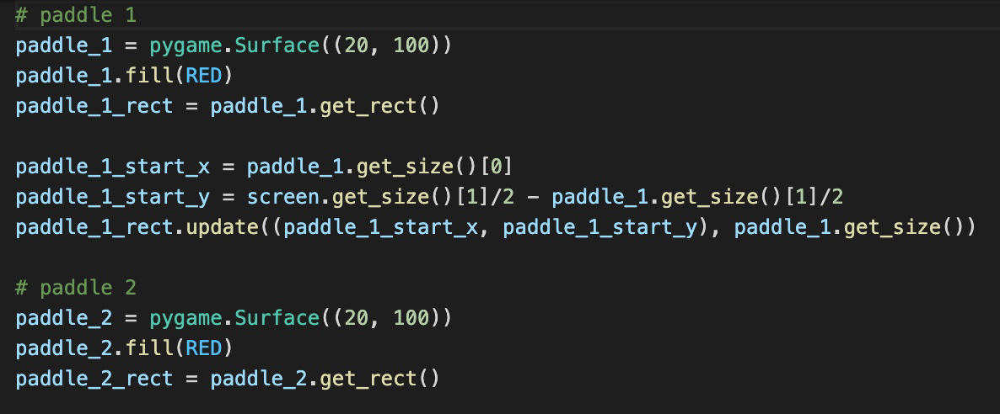 # paddle 1
paddle_1 = pygame.Surface((20, 100))
paddle_1.fill(RED)
paddle_1_rect = paddle_1.get_rect()

paddle_1_start_x = paddle_1.get_size()[0]
paddle_1_start_y = screen.get_size()[1]/2 - paddle_1.get_size()[1]/2
paddle_1_rect.update((paddle_1_start_x, paddle_1_start_y), paddle_1.get_size())

# paddle 2
paddle_2 = pygame.Surface((20, 100))
paddle_2.fill(RED)
paddle_2_rect = paddle_2.get_rect()